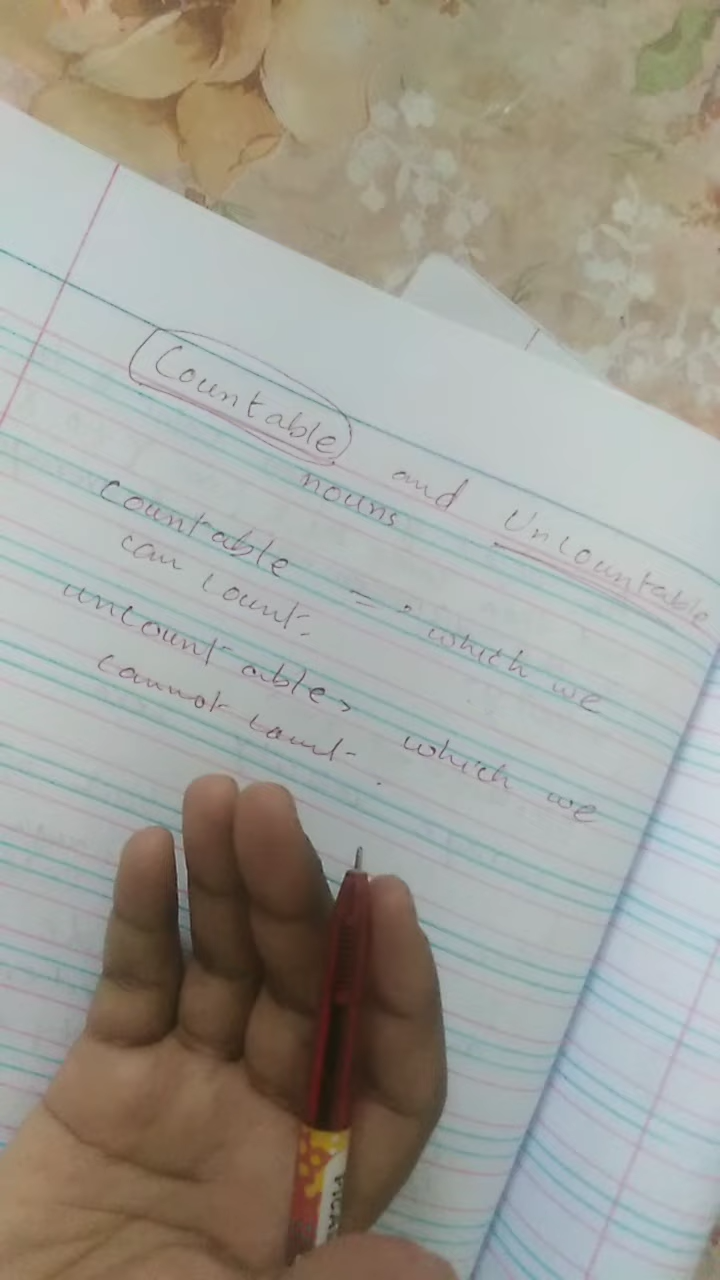 Countable and Uncountable
nouns
Countable = which we
can count.
uncountable, which we
cannot count.